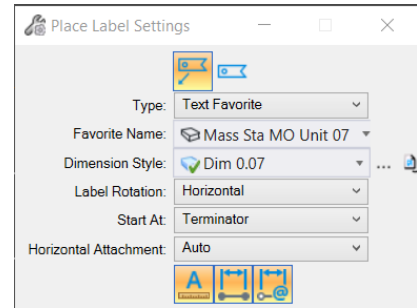 Place Label Settings
Type: Text Favorite
Favorite Name: Mass Sta MO Unit 07
Dimension Style: Dim 0.07 ...
Label Rotation: Horizontal
Start At: Terminator
Horizontal Attachment: Auto
A
@